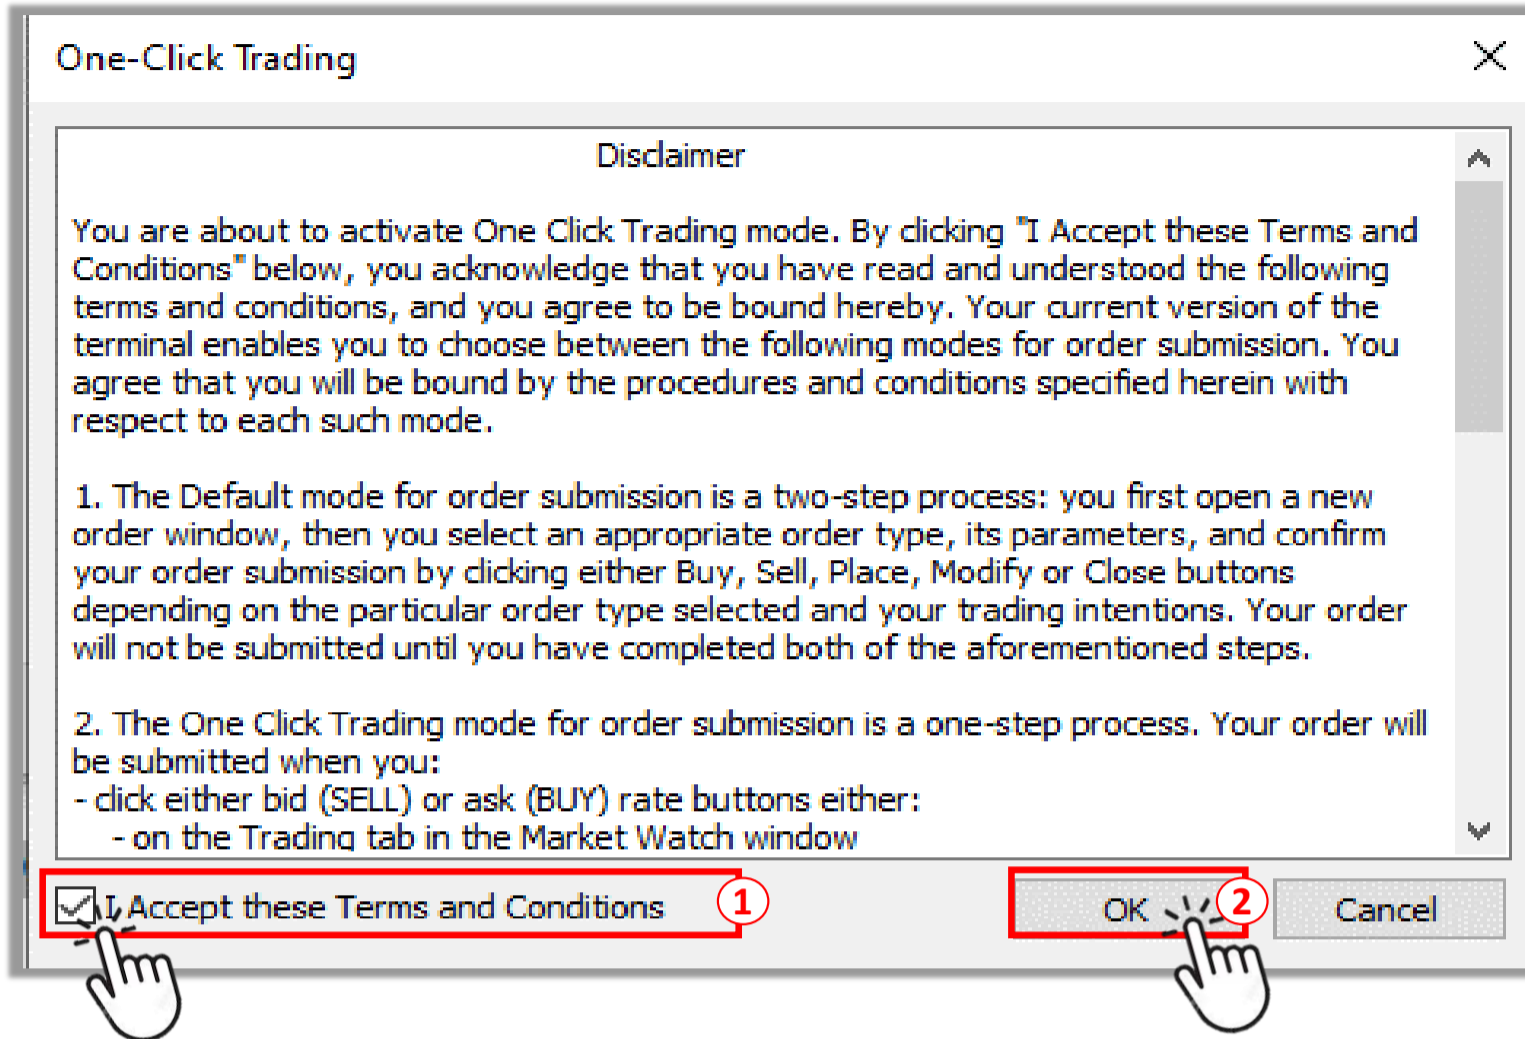 One-Click Trading
Disclaimer
You are about to activate One Click Trading mode. By clicking "I Accept these Terms and
Conditions" below, you acknowledge that you have read and understood the following
terms and conditions, and you agree to be bound hereby. Your current version of the
terminal enables you to choose between the following modes for order submission. You
agree that you will be bound by the procedures and conditions specified herein with
respect to each such mode.
1. The Default mode for order submission is a two-step process: you first open a new
order window, then you select an appropriate order type, its parameters, and confirm
your order submission by clicking either Buy, Sell, Place, Modify or Close buttons
depending on the particular order type selected and your trading intentions. Your order
will not be submitted until you have completed both of the aforementioned steps.
2. The One Click Trading mode for order submission is a one-step process. Your order will
be submitted when you:
- click either bid (SELL) or ask (BUY) rate buttons either:
- on the Trading tab in the Market Watch window
I Accept these Terms and Conditions 1
OK 2 Cancel